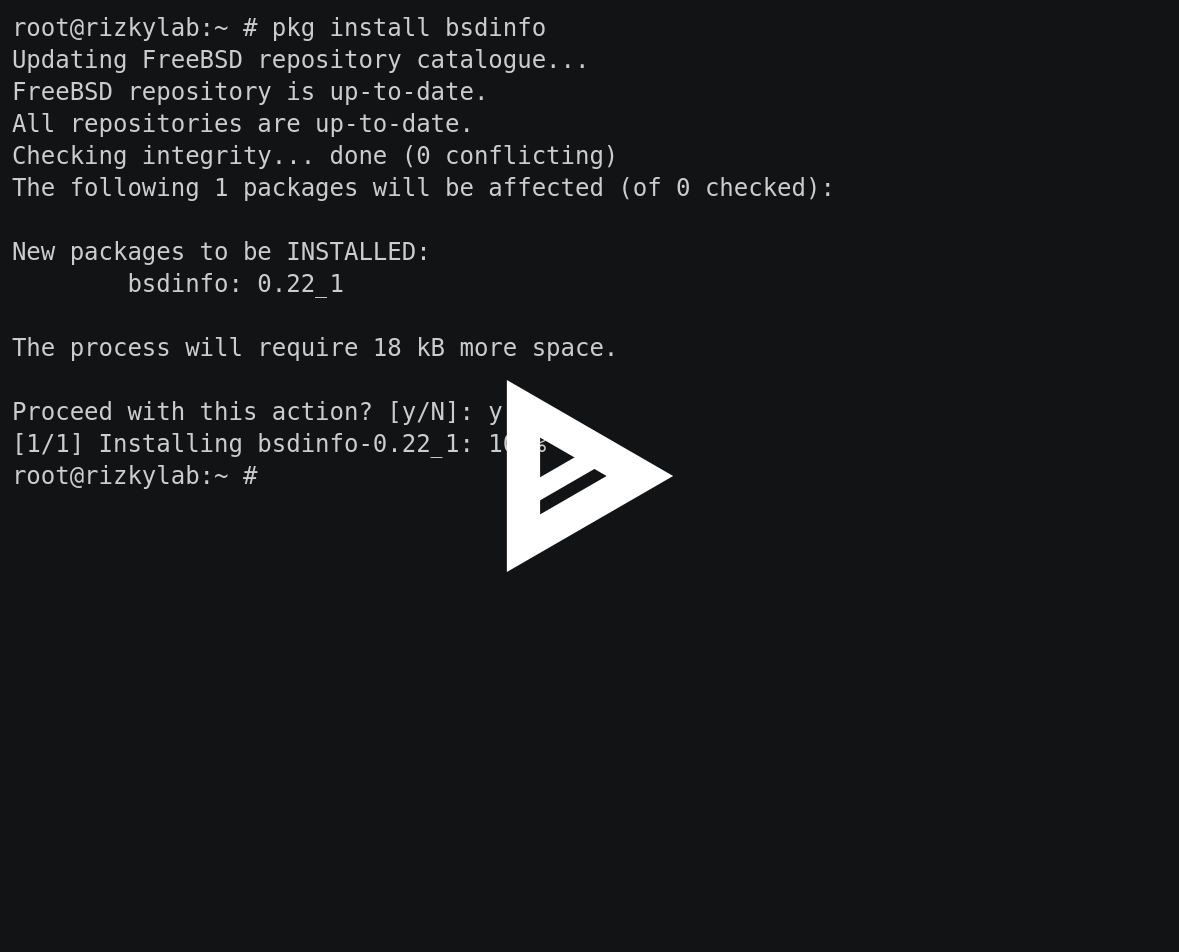 root@rizkylab:~ # pkg install bsdinfo
Updating FreeBSD repository catalogue...
FreeBSD repository is up-to-date.
All repositories are up-to-date.
Checking integrity... done (0 conflicting)
The following 1 packages will be affected (of 0 checked):
New packages to be INSTALLED:
bsdinfo: 0.22_1
The process will require 18 kB more space.
Proceed with this action? [y/N]: y
[1/1] Installing bsdinfo-0.22_1:
root@rizkylab:~ #